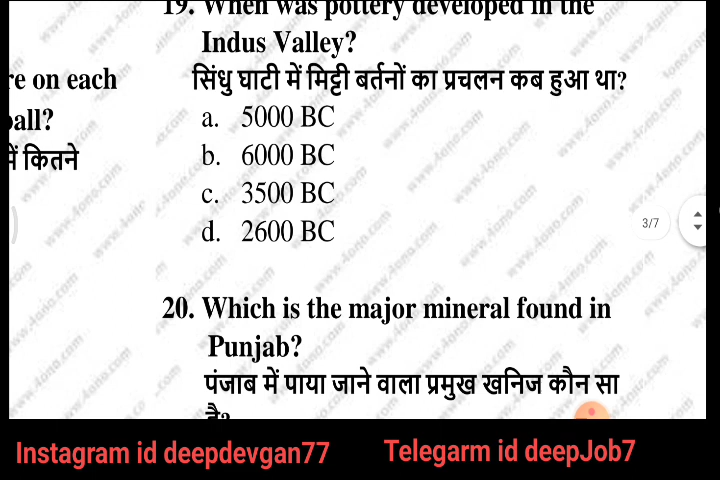 19. When was pottery developed in the
Indus Valley?
re on each
सिंधु घाटी में मिट्टी बर्तनों का प्रचलन कब हुआ था?
ball?
a. 5000 BC
में कितने
b. 6000 BC
c. 3500 BC
3/7
d. 2600 BC
20. Which is the major mineral found in
Punjab?
पंजाब में पाया जाने वाला प्रमुख खनिज कौन सा
है?
Instagram id deepdevgan77
Telegarm id deepJob7